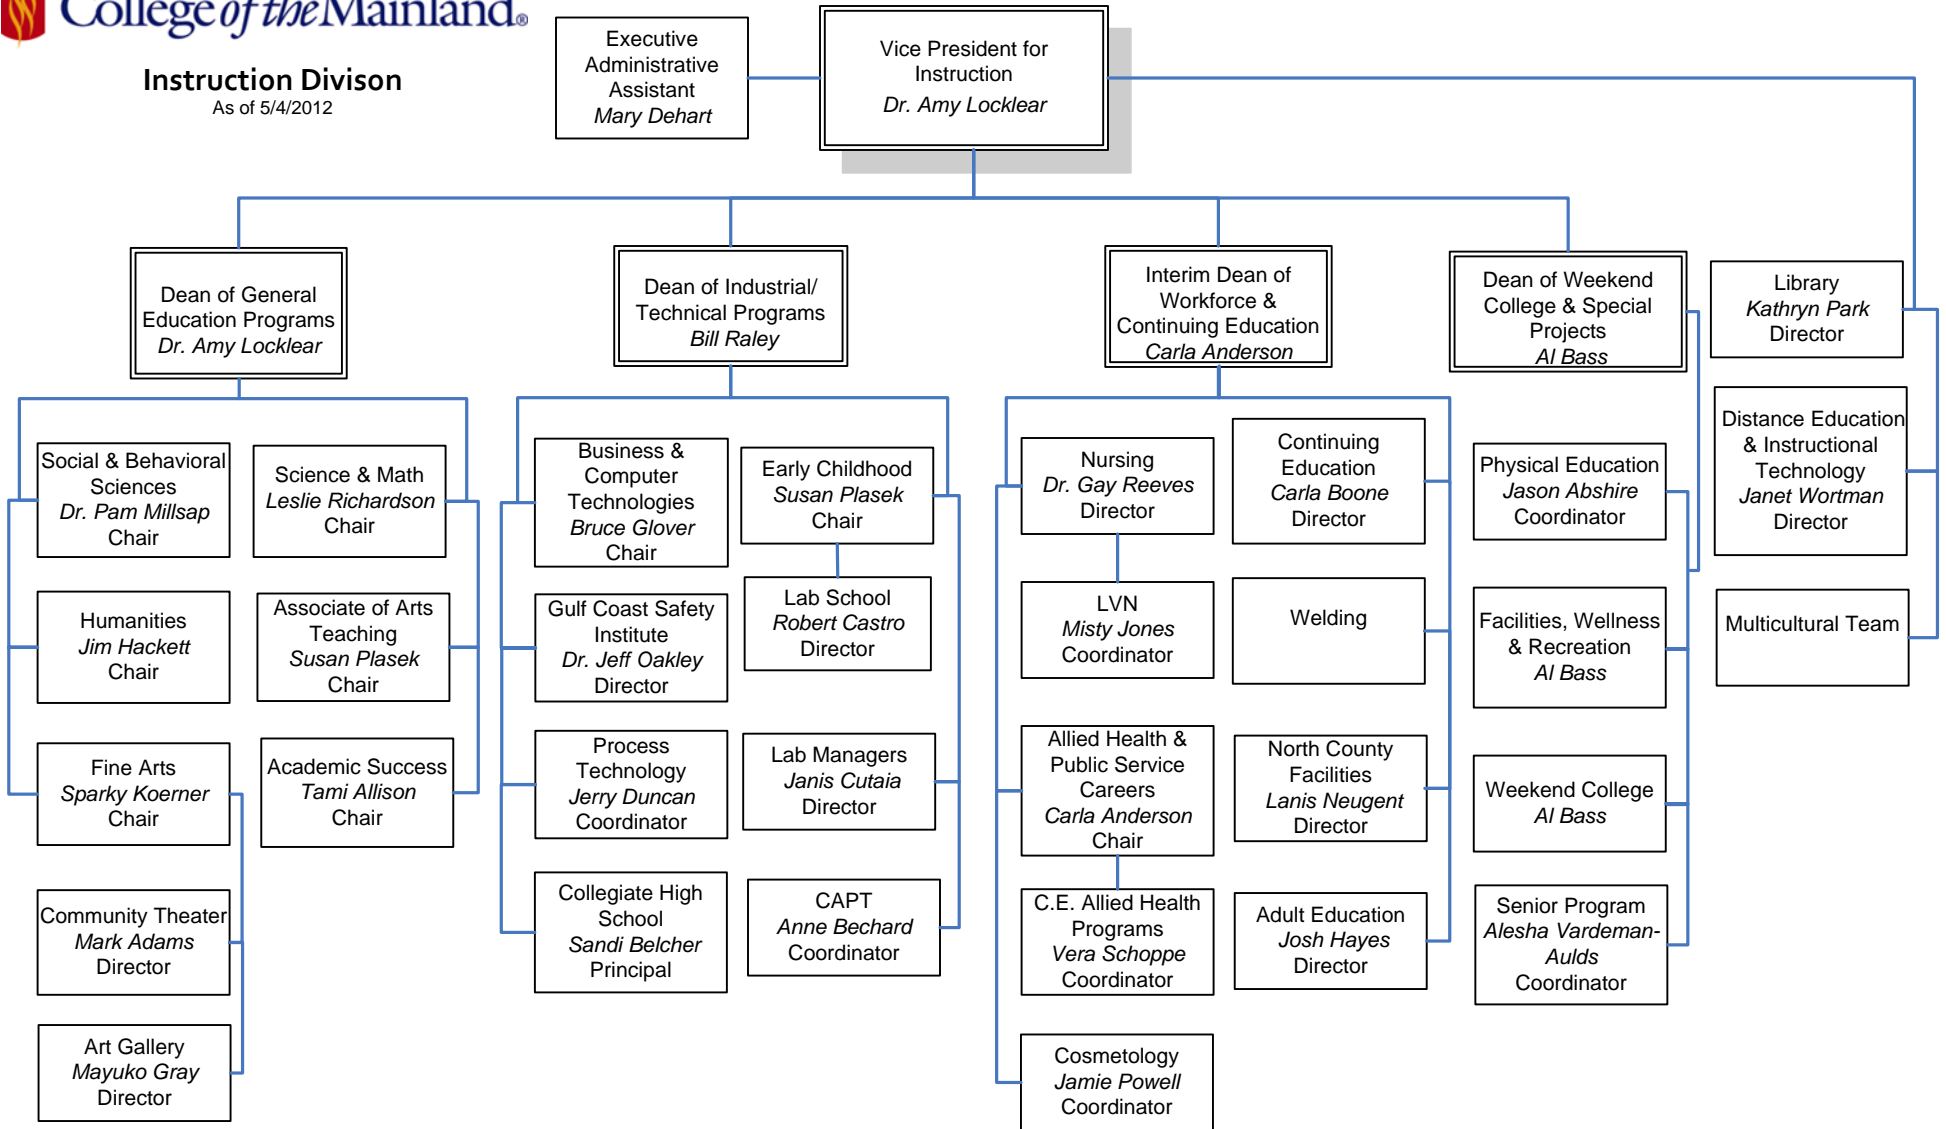 College of the Mainland®
Instruction Divison
As of 5/4/2012
Executive
Administrative
Assistant
Mary Dehart
Vice President for
Instruction
Dr. Amy Locklear
Dean of General
Education Programs
Dr. Amy Locklear
Dean of Industrial/
Technical Programs
Bill Raley
Interim Dean of
Workforce &
Continuing Education
Carla Anderson
Dean of Weekend
College & Special
Projects
Al Bass
Library
Kathryn Park
Director
Distance Education
& Instructional
Technology
Janet Wortman
Director
Multicultural Team
Social & Behavioral
Sciences
Dr. Pam Millsap
Chair
Humanities
Jim Hackett
Chair
Fine Arts
Sparky Koerner
Chair
Community Theater
Mark Adams
Director
Art Gallery
Mayuko Gray
Director
Science & Math
Leslie Richardson
Chair
Associate of Arts
Teaching
Susan Plasek
Chair
Academic Success
Tami Allison
Chair
Business &
Computer
Technologies
Bruce Glover
Chair
Gulf Coast Safety
Institute
Dr. Jeff Oakley
Director
Process
Technology
Jerry Duncan
Coordinator
Collegiate High
School
Sandi Belcher
Principal
Early Childhood
Susan Plasek
Chair
Lab School
Robert Castro
Director
Lab Managers
Janis Cutaia
Director
CAPT
Anne Bechard
Coordinator
Nursing
Dr. Gay Reeves
Director
LVN
Misty Jones
Coordinator
Allied Health &
Public Service
Careers
Carla Anderson
Chair
C.E. Allied Health
Programs
Vera Schoppe
Coordinator
Cosmetology
Jamie Powell
Coordinator
Continuing
Education
Carla Boone
Director
Welding
North County
Facilities
Lanis Neugent
Director
Adult Education
Josh Hayes
Director
Physical Education
Jason Abshire
Coordinator
Facilities, Wellness
& Recreation
Al Bass
Weekend College
Al Bass
Senior Program
Alesha Vardeman-
Aulds
Coordinator